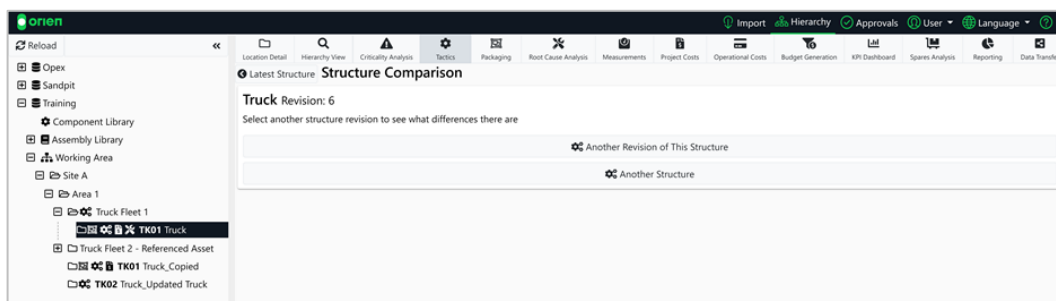 orien
Import Hierarchy Approvals User Language
Reload
Location Detail Hierarchy View Criticality Analysis Tactics Packaging Root Cause Analysis Measurements Project Costs Operational Costs Budget Generation KPI Dashboard Spares Analysis Reporting Data Transfe
Latest Structure Structure Comparison
Opex
Sandpit
Training
Component Library
Assembly Library
Working Area
Site A
Area 1
Truck Fleet 1
TK01 Truck
Truck Fleet 2 - Referenced Asset
TK01 Truck_Copied
TK02 Truck_Updated Truck
Truck Revision: 6
Select another structure revision to see what differences there are
Another Revision of This Structure
Another Structure